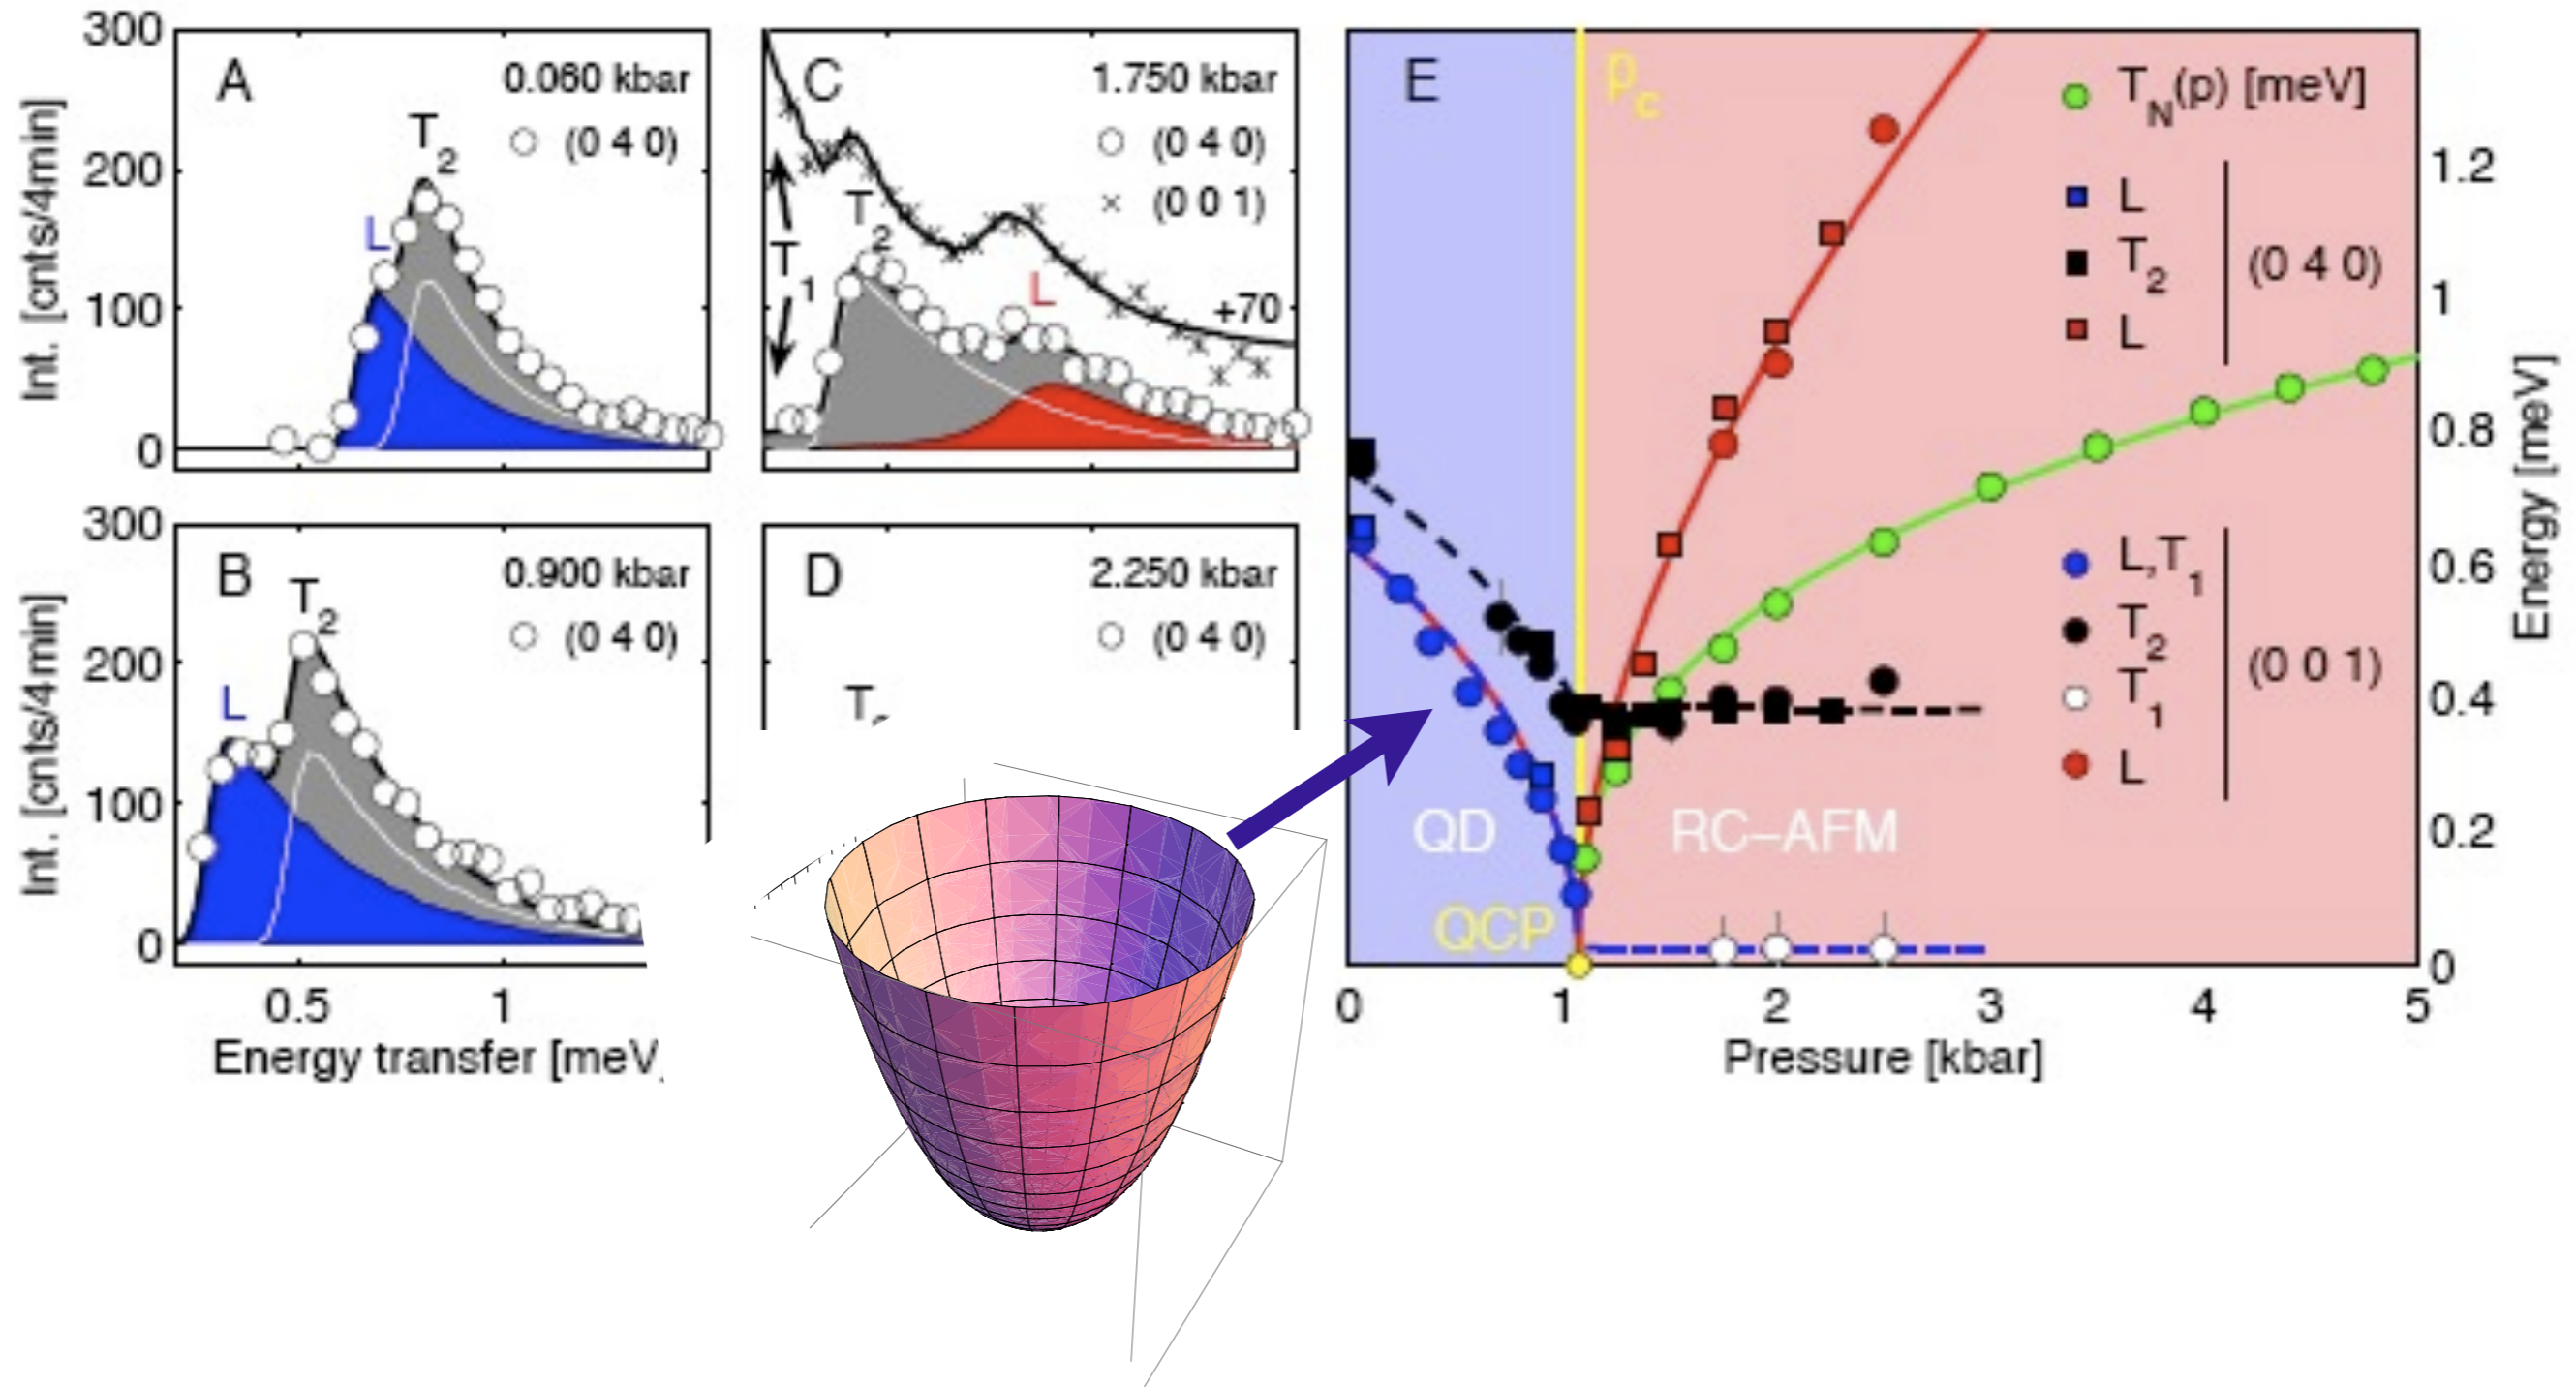 A
0.060 kbar
(0 4 0)
T2
L
300
200
100
0
Int. [cnts/4min]
C
1.750 kbar
(0 4 0)
(0 0 1)
T1
T2
L
+70
B
0.900 kbar
(0 4 0)
T2
L
300
200
100
0
Int. [cnts/4min]
0.5 1
Energy transfer [meV
D
2.250 kbar
(0 4 0)
E
pc
TN(p) [meV]
L
T2
L
(0 4 0)
L,T1
T2
T1
L
(0 0 1)
QD
RC–AFM
QCP
1.2
1
0.8
0.6
0.4
0.2
0
Energy [meV]
0 1 2 3 4 5
Pressure [kbar]